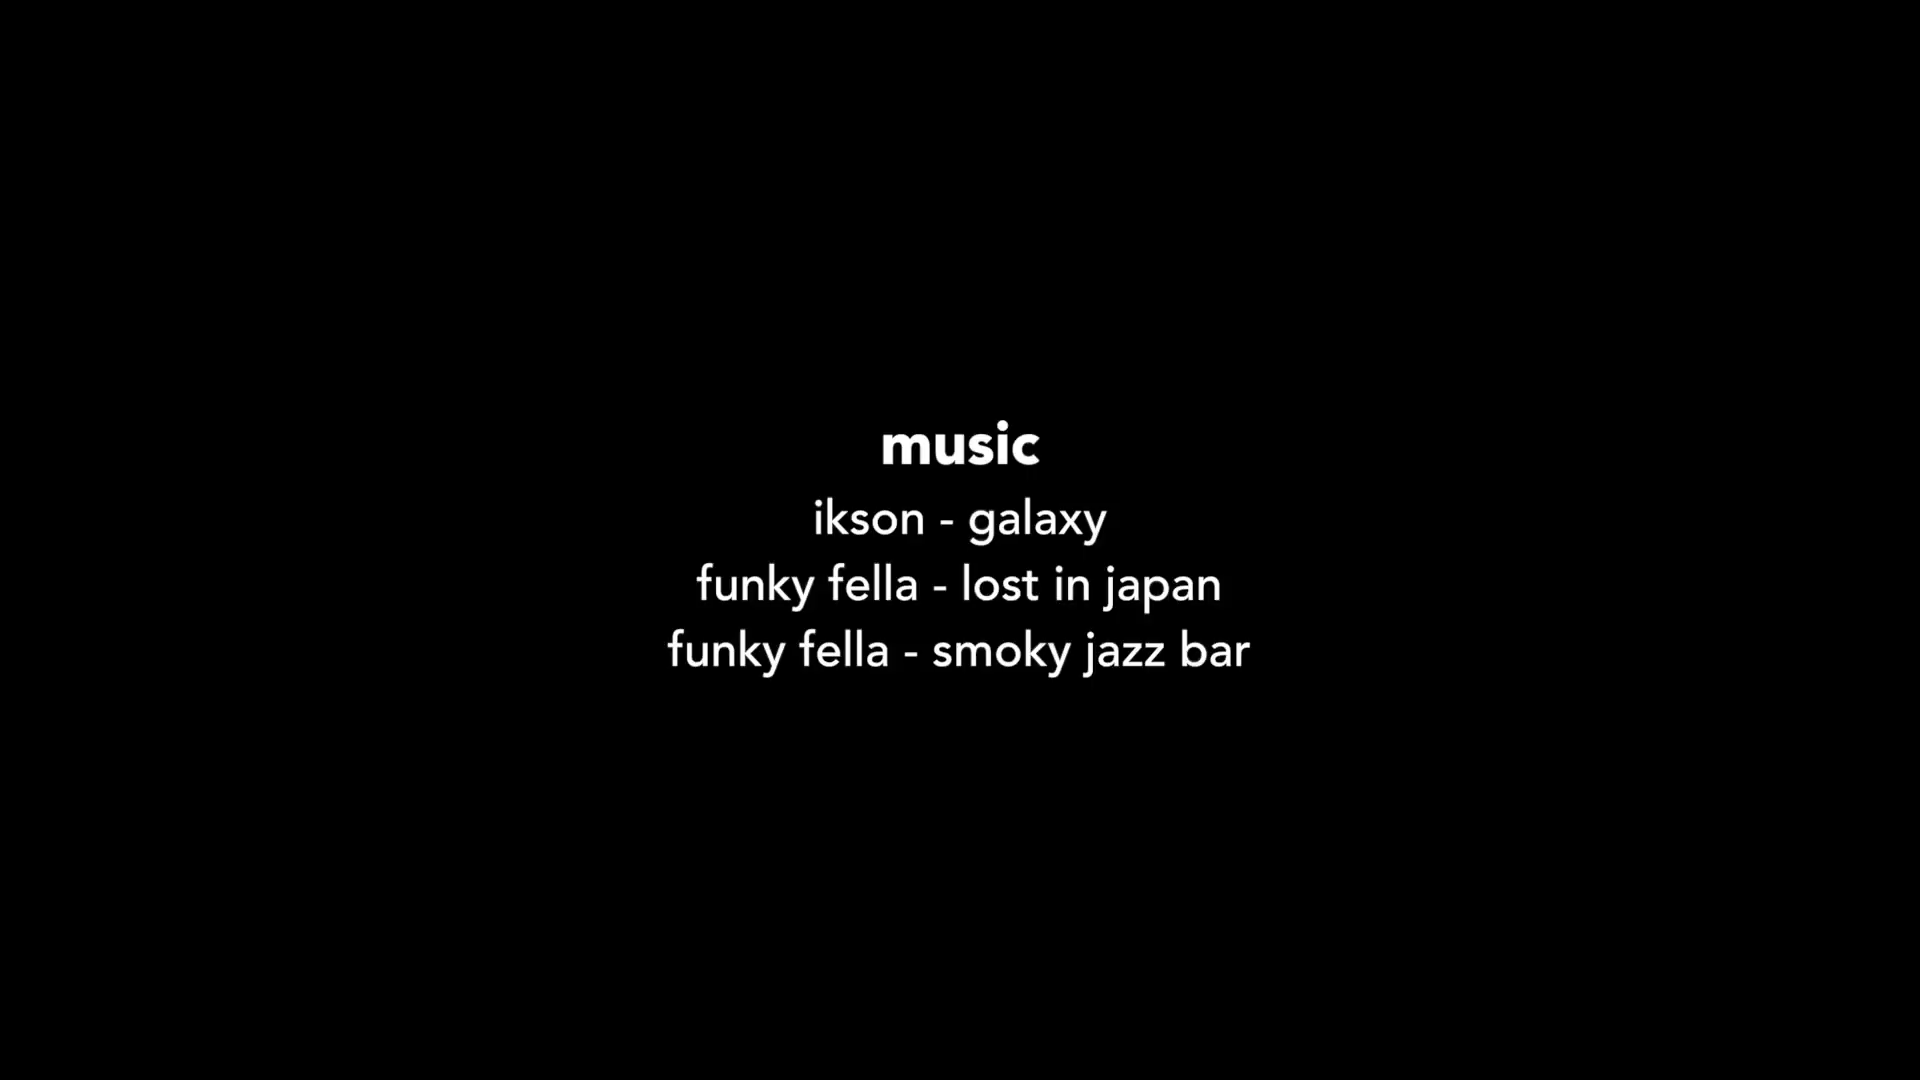 music
ikson - galaxy
funky fella - lost in japan
funky fella - smoky jazz bar